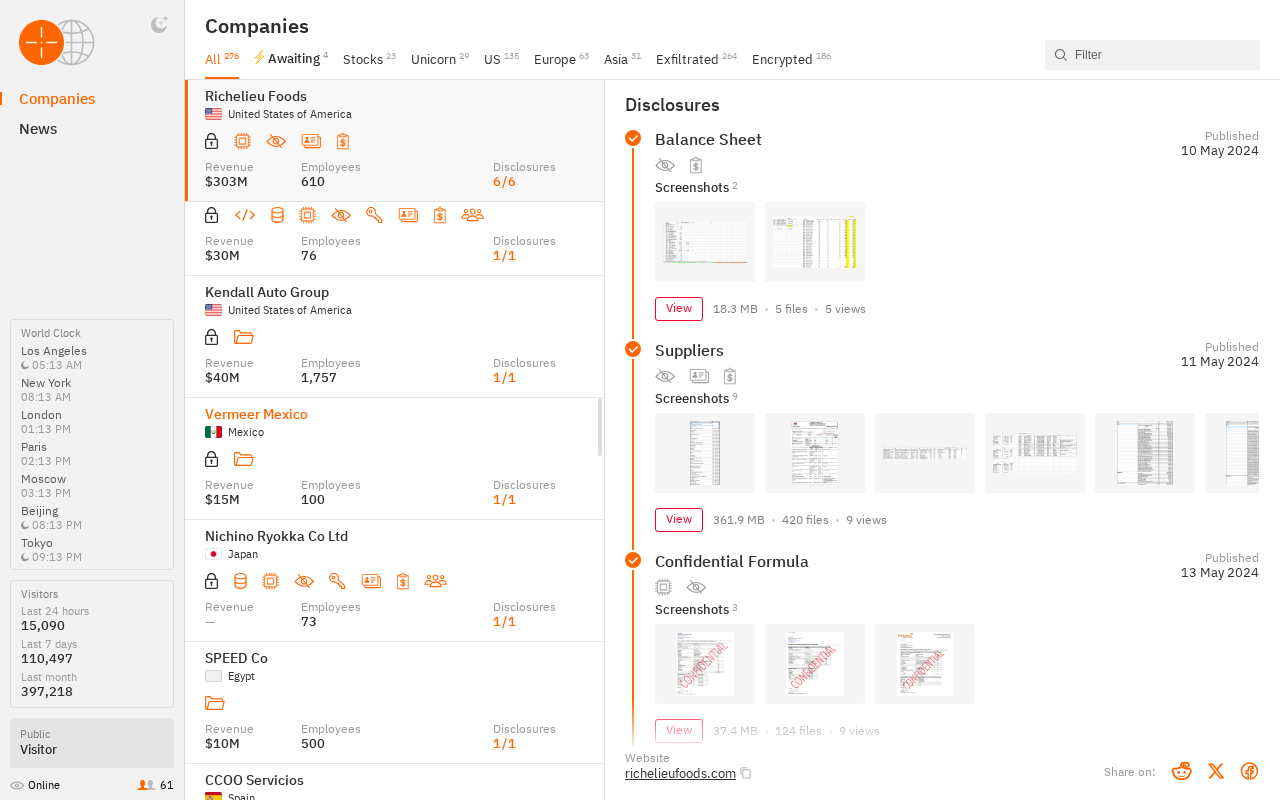 Companies
News
World Clock
Los Angeles
05:13 AM
New York
08:13 AM
London
01:13 PM
Paris
02:13 PM
Moscow
03:13 PM
Beijing
08:13 PM
Tokyo
09:13 PM
Visitors
Last 24 hours
15,090
Last 7 days
110,497
Last month
397,218
Public
Visitor
Online 61
Companies
All 276 Awaiting 4 Stocks 23 Unicorn 29 US 135 Europe 63 Asia 31 Exfiltrated 264 Encrypted 186
Filter
Richelieu Foods
United States of America
Revenue Employees Disclosures
$303M 610 6/6
Revenue Employees Disclosures
$30M 76 1/1
Kendall Auto Group
United States of America
Revenue Employees Disclosures
$40M 1,757 1/1
Vermeer Mexico
Mexico
Revenue Employees Disclosures
$15M 100 1/1
Nichino Ryokka Co Ltd
Japan
Revenue Employees Disclosures
— 73 1/1
SPEED Co
Egypt
Revenue Employees Disclosures
$10M 500 1/1
CCOO Servicios
Spain
Disclosures
Balance Sheet
Published
10 May 2024
Screenshots 2
View 18.3 MB • 5 files • 5 views
Suppliers
Published
11 May 2024
Screenshots 9
View 361.9 MB • 420 files • 9 views
Confidential Formula
Published
13 May 2024
Screenshots 3
CONFIDENTIAL
CONFIDENTIAL
CONFIDENTIAL
View 37.4 MB • 124 files • 9 views
Website
richelieufoods.com
Share on: